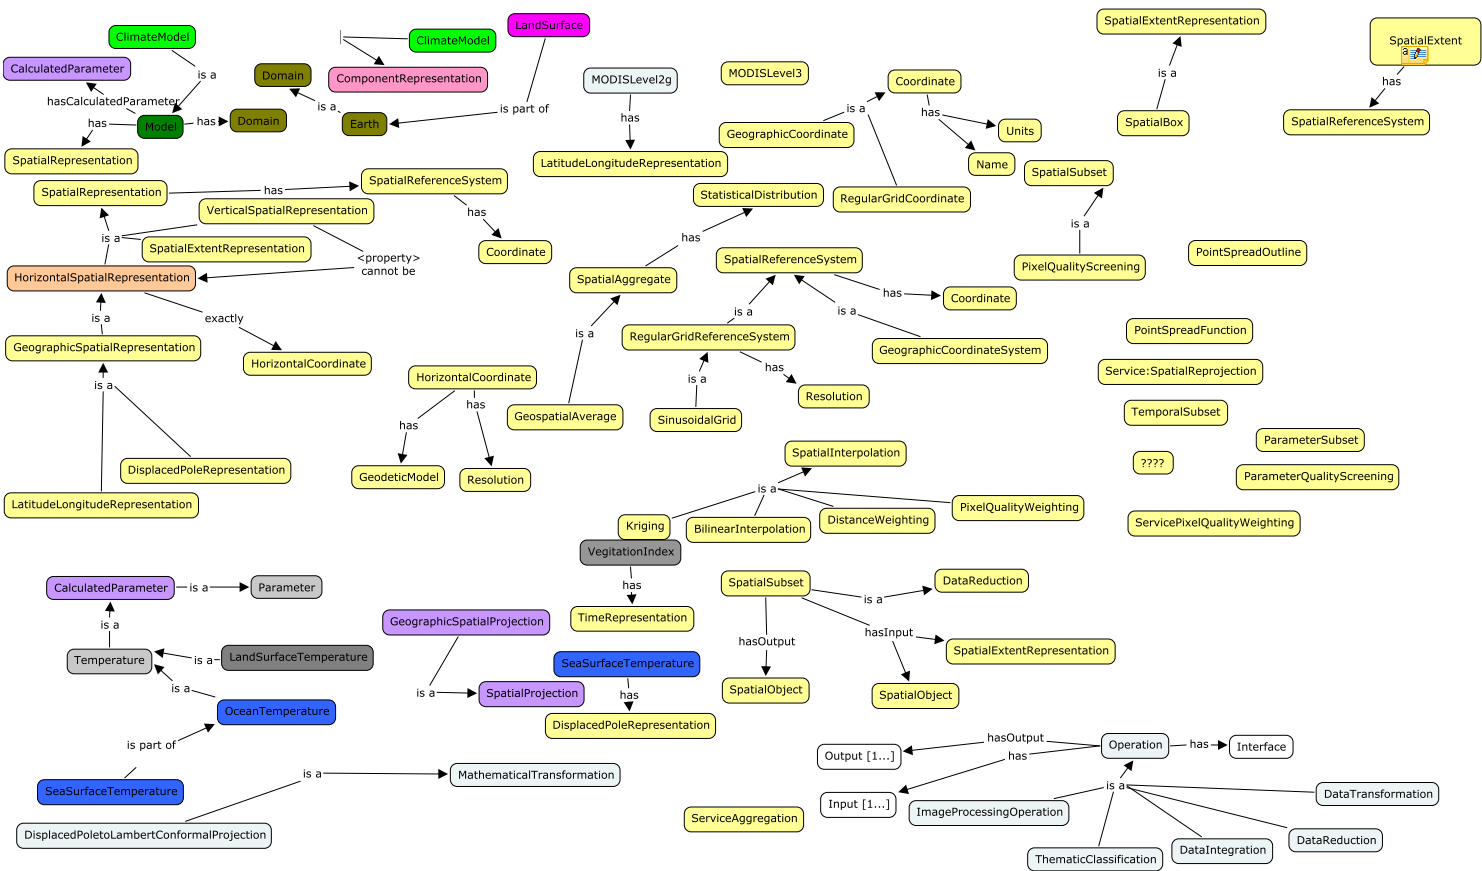 ClimateModel
is a
CalculatedParameter
hasCalculatedParameter
Model
has
Domain
has
SpatialRepresentation
ClimateModel
ComponentRepresentation
LandSurface
Domain
is a
Earth
is part of
MODISLevel2g
has
LatitudeLongitudeRepresentation
MODISLevel3
Coordinate
is a
has
GeographicCoordinate
Units
Name
RegularGridCoordinate
SpatialExtentRepresentation
is a
SpatialBox
SpatialExtent
a
has
SpatialReferenceSystem
SpatialRepresentation
has
SpatialReferenceSystem
has
Coordinate
VerticalSpatialRepresentation
is a
SpatialExtentRepresentation
<property>
cannot be
HorizontalSpatialRepresentation
is a
exactly
GeographicSpatialRepresentation
HorizontalCoordinate
is a
DisplacedPoleRepresentation
LatitudeLongitudeRepresentation
HorizontalCoordinate
has
has
GeodeticModel
Resolution
StatisticalDistribution
has
SpatialAggregate
is a
GeospatialAverage
SpatialReferenceSystem
has
Coordinate
is a
is a
RegularGridReferenceSystem
GeographicCoordinateSystem
is a
has
Resolution
SinusoidalGrid
SpatialSubset
is a
PixelQualityScreening
PointSpreadOutline
PointSpreadFunction
Service:SpatialReprojection
TemporalSubset
ParameterSubset
????
ParameterQualityScreening
ServicePixelQualityWeighting
SpatialInterpolation
is a
Kriging
BilinearInterpolation
DistanceWeighting
PixelQualityWeighting
VegitationIndex
has
TimeRepresentation
CalculatedParameter
is a
Parameter
is a
Temperature
is a
LandSurfaceTemperature
is a
OceanTemperature
is part of
SeaSurfaceTemperature
GeographicSpatialProjection
is a
SpatialProjection
SeaSurfaceTemperature
has
DisplacedPoleRepresentation
SpatialSubset
is a
DataReduction
hasOutput
hasInput
SpatialExtentRepresentation
SpatialObject
SpatialObject
is a
MathematicalTransformation
DisplacedPoletoLambertConformalProjection
ServiceAggregation
hasOutput
Operation
has
Interface
Output [1...]
has
Input [1...]
is a
ImageProcessingOperation
DataTransformation
DataReduction
DataIntegration
ThematicClassification